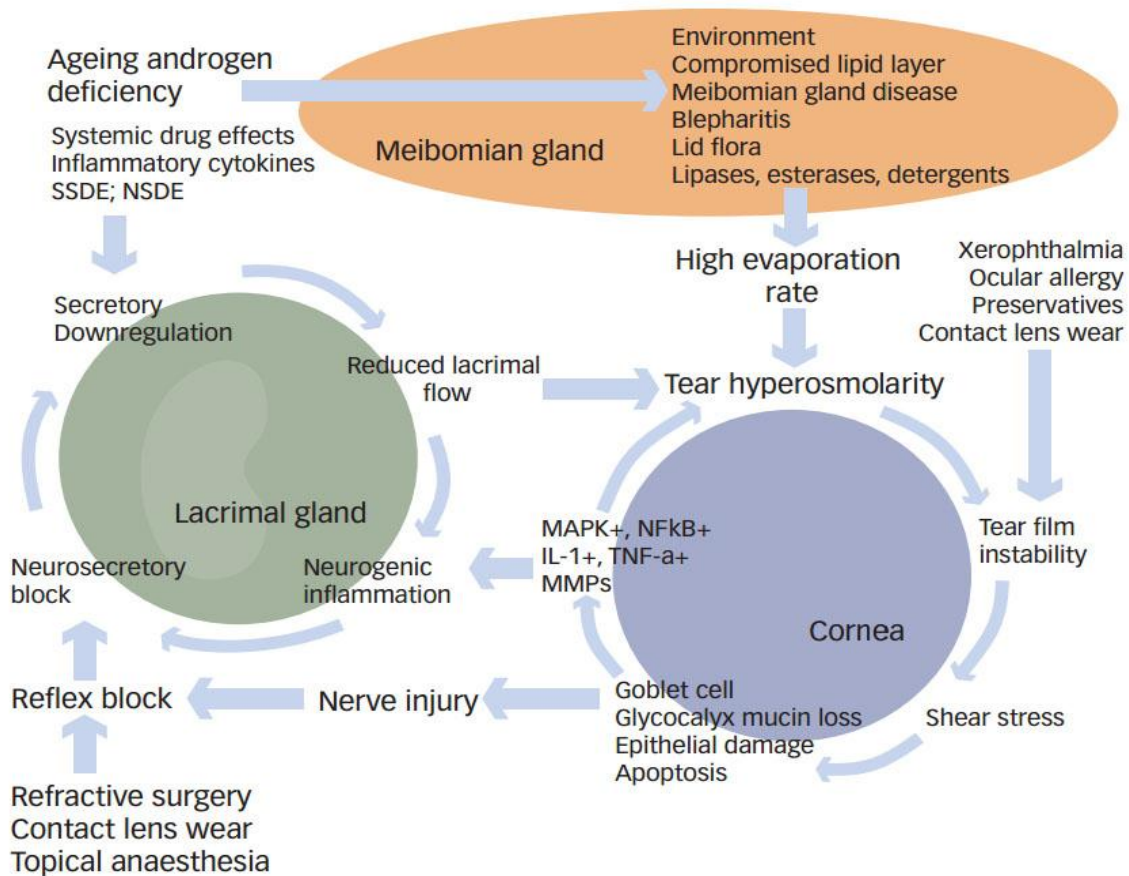 Ageing androgen
deficiency
Systemic drug effects
Inflammatory cytokines
SSDE; NSDE
Meibomian gland
Environment
Compromised lipid layer
Meibomian gland disease
Blepharitis
Lid flora
Lipases, esterases, detergents
High evaporation
rate
Xerophthalmia
Ocular allergy
Preservatives
Contact lens wear
Secretory
Downregulation
Reduced lacrimal
flow
Tear hyperosmolarity
Lacrimal gland
MAPK+, NFkB+
IL-1+, TNF-a+
MMPs
Tear film
instability
Neurosecretory
block
Neurogenic
inflammation
Cornea
Reflex block
Nerve injury
Goblet cell
Glycocalyx mucin loss
Epithelial damage
Apoptosis
Shear stress
Refractive surgery
Contact lens wear
Topical anaesthesia